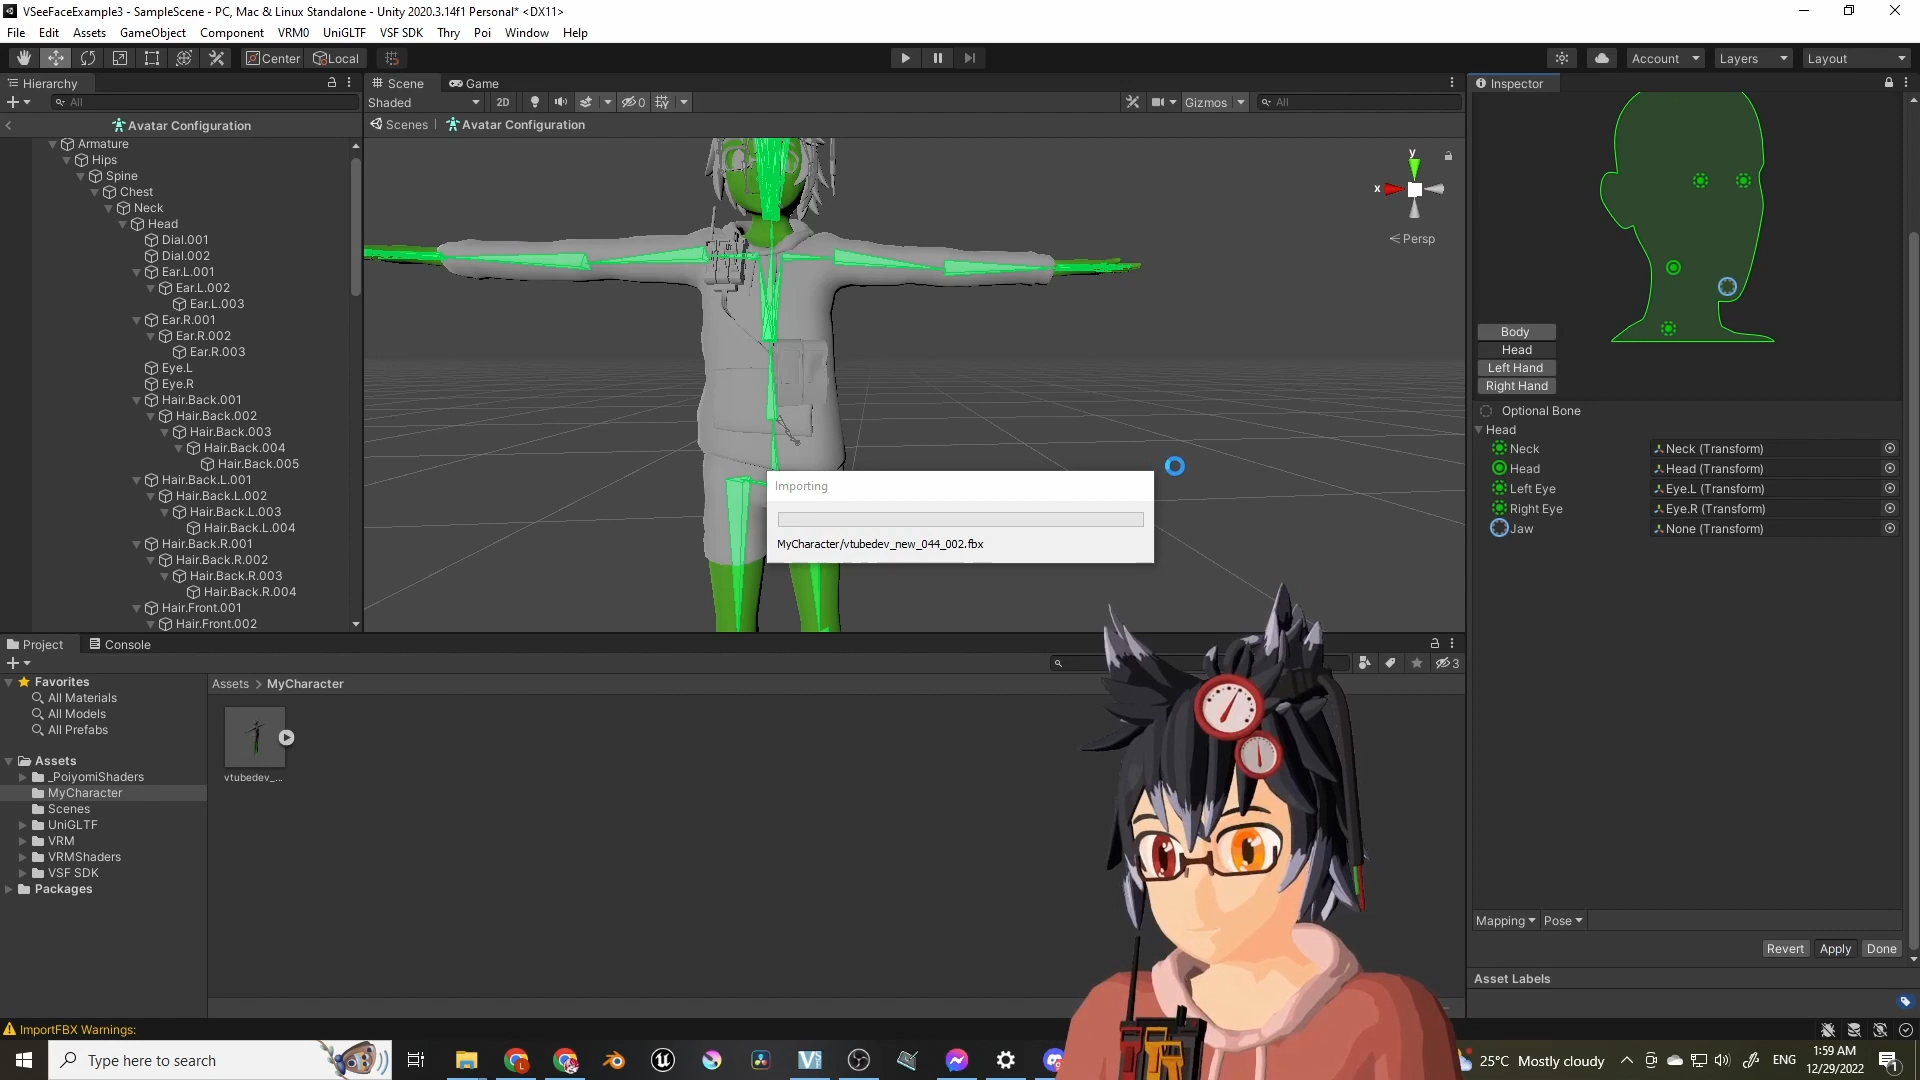 VSeeFaceExample3 - SampleScene - PC, Mac & Linux Standalone - Unity 2020.3.14f1 Personal* <DX11>
File Edit Assets GameObject Component VRM0 UniGLTF VSF SDK Thry Poi Window Help
Center Local Account Layers Layout
Hierarchy
All
Avatar Configuration
Armature
Hips
Spine
Chest
Neck
Head
Dial.001
Dial.002
Ear.L.001
Ear.L.002
Ear.L.003
Ear.R.001
Ear.R.002
Ear.R.003
Eye.L
Eye.R
Hair.Back.001
Hair.Back.002
Hair.Back.003
Hair.Back.004
Hair.Back.005
Hair.Back.L.001
Hair.Back.L.002
Hair.Back.L.003
Hair.Back.L.004
Hair.Back.R.001
Hair.Back.R.002
Hair.Back.R.003
Hair.Back.R.004
Hair.Front.001
Hair.Front.002
Scene Game
Shaded 2D 0 Gizmos All
Scenes Avatar Configuration
y
x
Persp
Importing
MyCharacter/vtubedev_new_044_002.fbx
Inspector
Body
Head
Left Hand
Right Hand
Optional Bone
Head
Neck Neck (Transform)
Head Head (Transform)
Left Eye Eye.L (Transform)
Right Eye Eye.R (Transform)
Jaw None (Transform)
Mapping Pose
Revert Apply Done
Asset Labels
Project Console
3
Favorites
All Materials
All Models
All Prefabs
Assets
_PoiyomiShaders
MyCharacter
Scenes
UniGLTF
VRM
VRMShaders
VSF SDK
Packages
Assets > MyCharacter
vtubedev_...
ImportFBX Warnings:
Type here to search
25°C Mostly cloudy
ENG
1:59 AM
12/29/2022
1